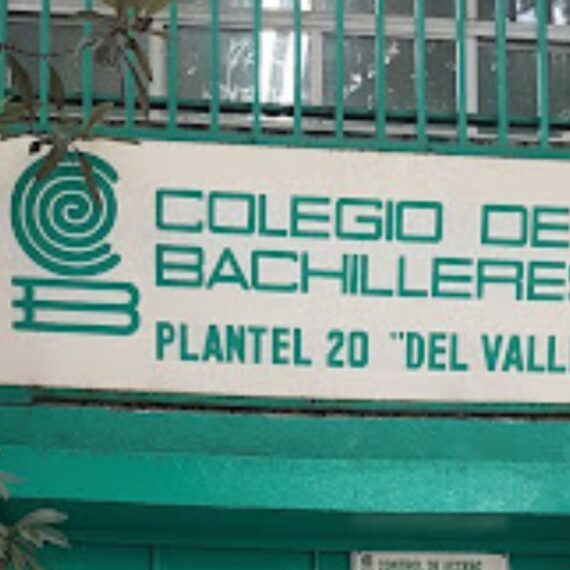 COLEGIO DE
BACHILLERES
PLANTEL 20 "DEL VALL